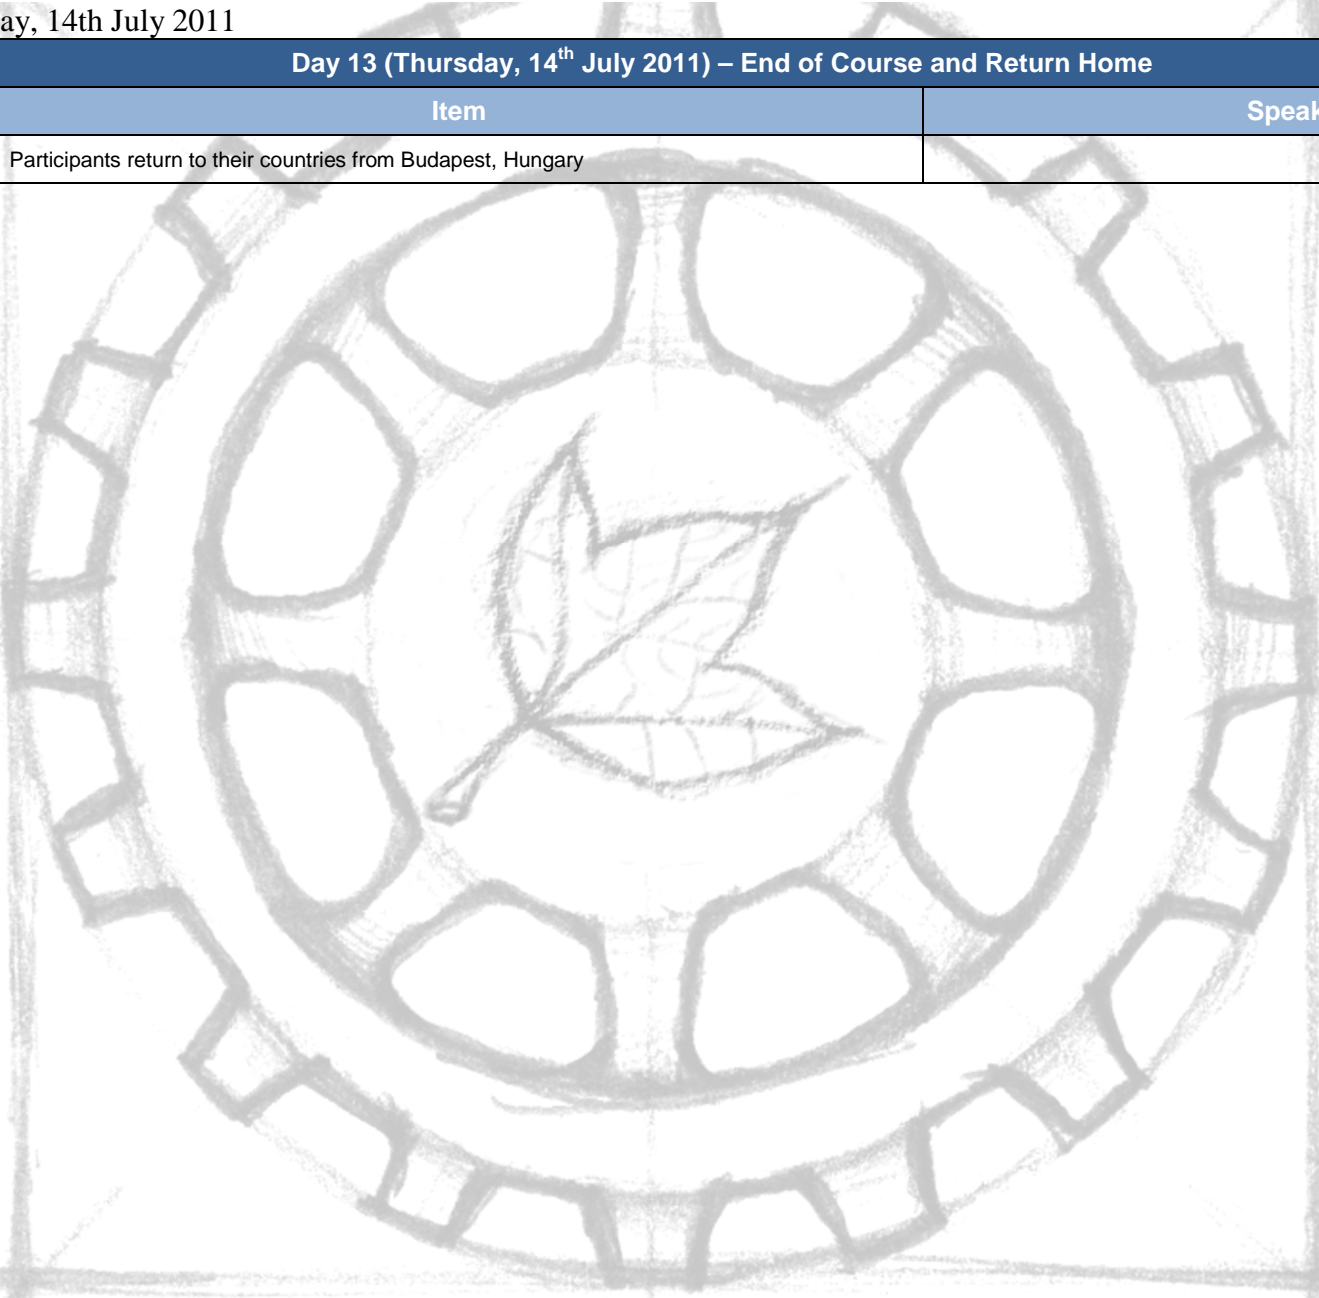 ay, 14th July 2011
Day 13 (Thursday, 14th July 2011) – End of Course and Return Home
Item Speak
Participants return to their countries from Budapest, Hungary